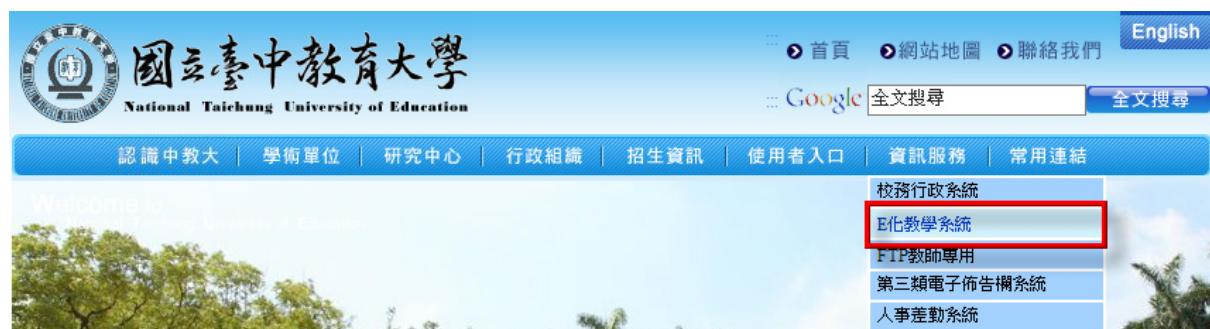 English
國立臺中教育大學
National Taichung University of Education
首頁 網站地圖 聯絡我們
Google 全文搜尋 全文搜尋
認識中教大 | 學術單位 | 研究中心 | 行政組織 | 招生資訊 | 使用者入口 | 資訊服務 | 常用連結
Welcome to
校務行政系統
E化教學系統
FTP教師專用
第三類電子佈告欄系統
人事差勤系統